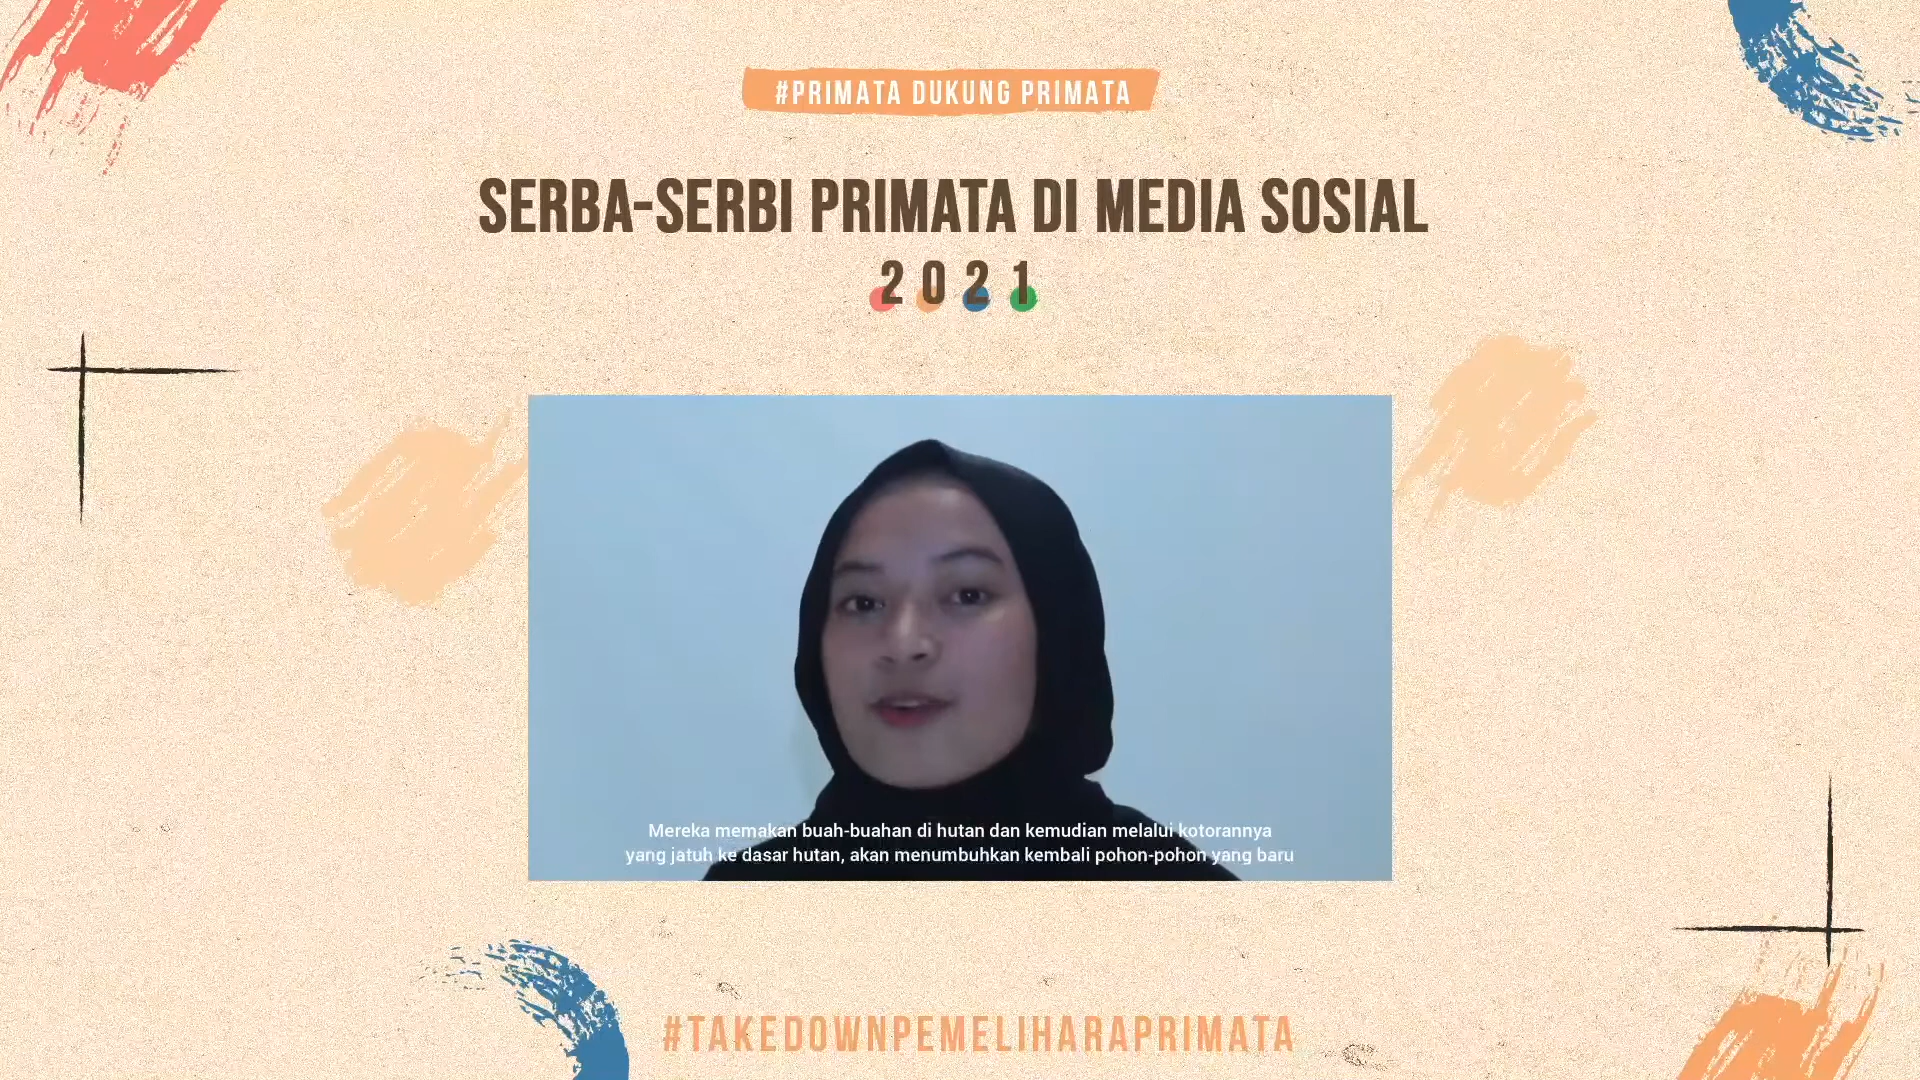 #PRIMATA DUKUNG PRIMATA
SERBA-SERBI PRIMATA DI MEDIA SOSIAL
2021
Mereka memakan buah-buahan di hutan dan kemudian melalui kotorannya
yang jatuh ke dasar hutan, akan menumbuhkan kembali pohon-pohon yang baru
#TAKEDOWNPEMELIHARAPRIMATA